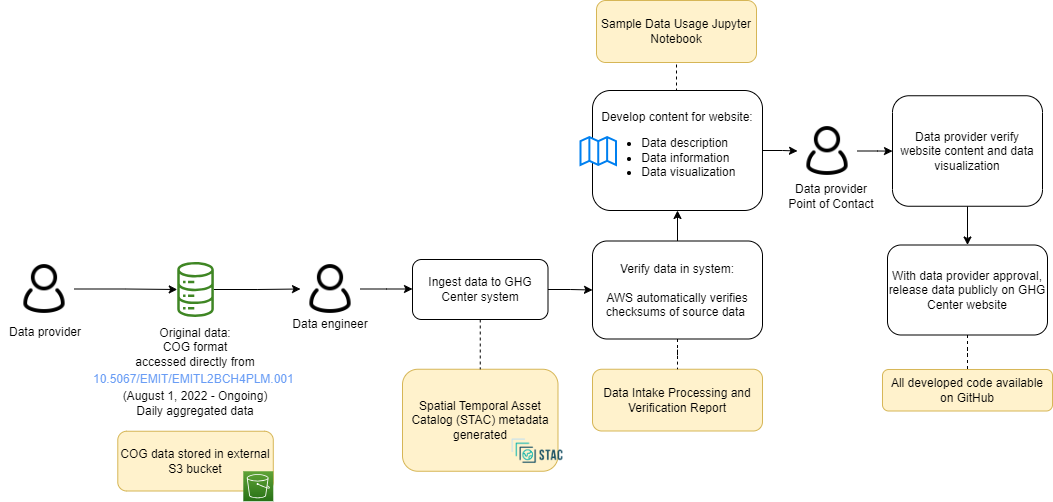 Sample Data Usage Jupyter
Notebook
Develop content for website:
Data description
Data information
Data visualization
Data provider
Point of Contact
Data provider verify
website content and data
visualization
Data provider
Original data:
COG format
accessed directly from
10.5067/EMIT/EMITL2BCH4PLM.001
(August 1, 2022 - Ongoing)
Daily aggregated data
COG data stored in external
S3 bucket
Data engineer
Ingest data to GHG
Center system
Spatial Temporal Asset
Catalog (STAC) metadata
generated
STAC
Verify data in system:
AWS automatically verifies
checksums of source data
Data Intake Processing and
Verification Report
With data provider approval,
release data publicly on GHG
Center website
All developed code available
on GitHub